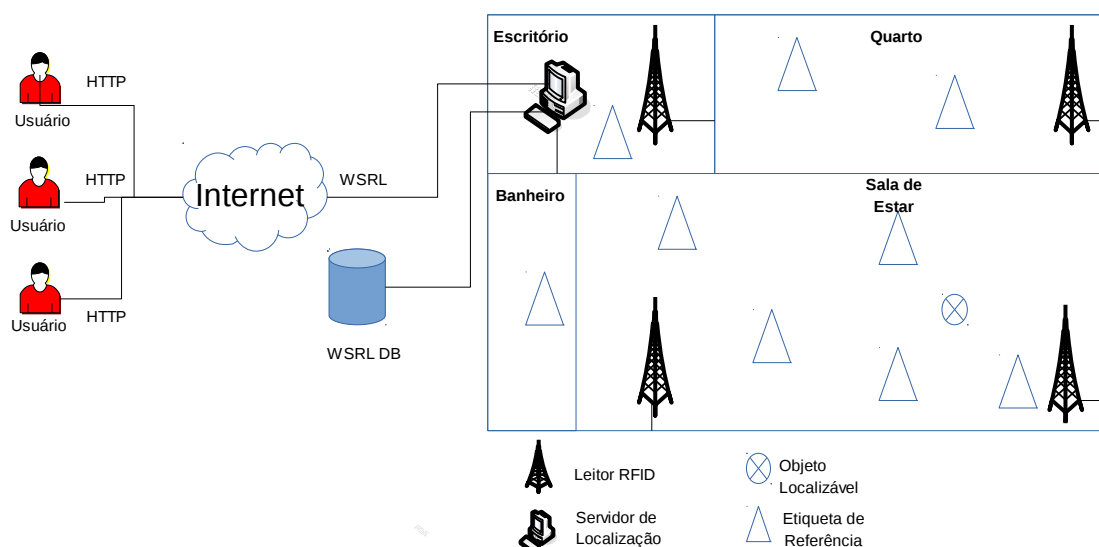 Escritório
Quarto
HTTP
Usuário
HTTP
Internet
WSRL
Banheiro
Sala de
Estar
Usuário
Usuário
HTTP
WSRL DB
Leitor RFID
Objeto
Localizável
Servidor de
Localização
Etiqueta de
Referência